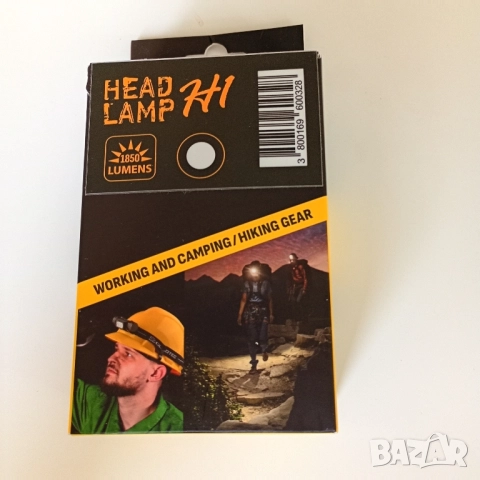 HEAD
LAMP H1
1850
LUMENS
3 800169 600328
WORKING AND CAMPING/HIKING GEAR
BAZAR